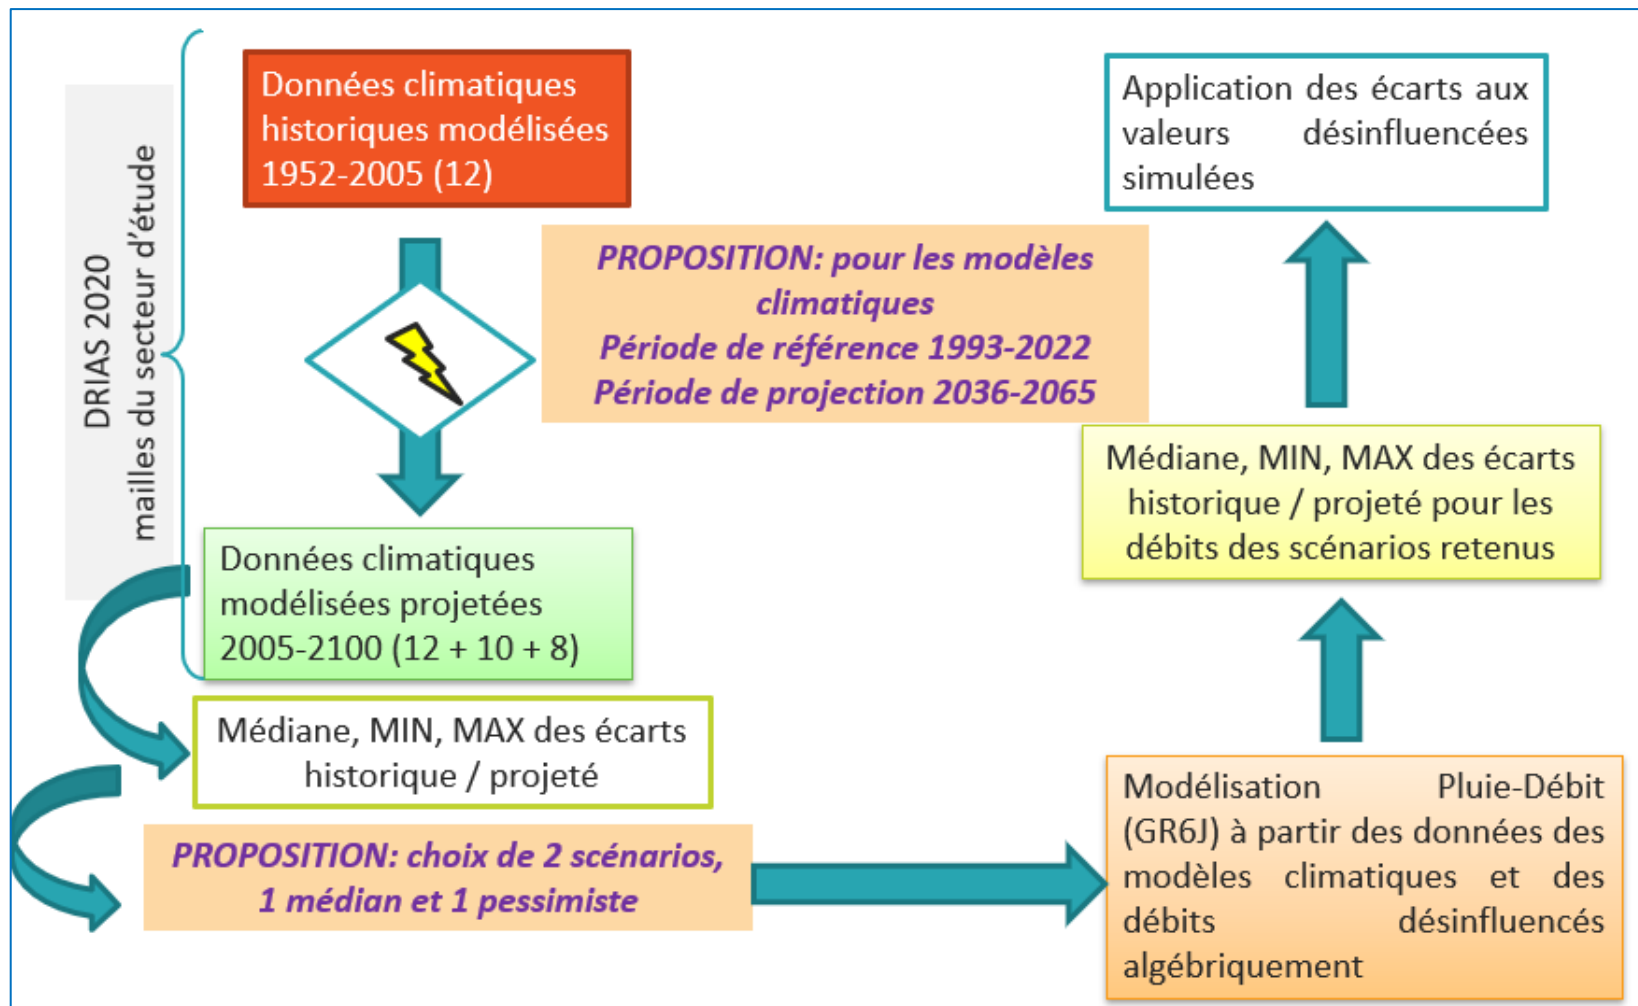 DRIAS 2020
mailles du secteur d'étude
Données climatiques
historiques modélisées
1952-2005 (12)
PROPOSITION: pour les modèles
climatiques
Période de référence 1993-2022
Période de projection 2036-2065
Données climatiques
modélisées projetées
2005-2100 (12 + 10 + 8)
Médiane, MIN, MAX des écarts
historique / projeté
PROPOSITION: choix de 2 scénarios,
1 médian et 1 pessimiste
Modélisation Pluie-Débit
(GR6J) à partir des données des
modèles climatiques et des
débits désinfluencés
algébriquement
Médiane, MIN, MAX des écarts
historique / projeté pour les
débits des scénarios retenus
Application des écarts aux
valeurs désinfluencées
simulées